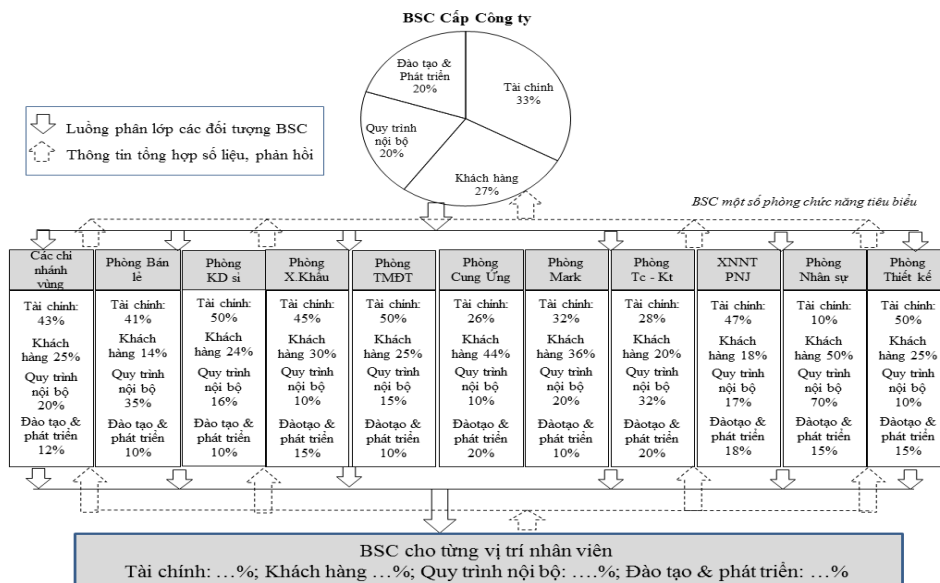 BSC Cấp Công ty
Đào tạo &
Phát triển
20%
Tài chính
33%
Quy trình
nội bộ
20%
Khách hàng
27%
Luồng phân lớp các đối tượng BSC
Thông tin tổng hợp số liệu, phản hồi
BSC một số phòng chức năng tiêu biểu
Các chi
nhánh
vùng
Tài chính:
43%
Khách
hàng 25%
Quy trình
nội bộ
20%
Đào tạo &
phát triển
12%
Phòng Bán
lẻ
Tài chính:
41%
Khách
hàng 14%
Quy trình
nội bộ
35%
Đào tạo &
phát triển
10%
Phòng
KD sỉ
Tài chính:
50%
Khách
hàng 24%
Quy trình
nội bộ
16%
Đào tạo &
phát triển
10%
Phòng
X.Khẩu
Tài chính:
45%
Khách
hàng 30%
Quy trình
nội bộ
10%
Đàotạo &
phát triển
15%
Phòng
TMĐT
Tài chính:
50%
Khách
hàng 25%
Quy trình
nội bộ
15%
Đào tạo &
phát triển
10%
Phòng
Cung Ứng
Tài chính:
26%
Khách
hàng 44%
Quy trình
nội bộ
10%
Đàotạo &
phát triển
20%
Phòng
Mark
Tài chính:
32%
Khách
hàng 36%
Quy trình
nội bộ
20%
Đào tạo &
phát triển
10%
Phòng
Tc - Kt
Tài chính:
28%
Khách
hàng 20%
Quy trình
nội bộ
32%
Đàotạo &
phát triển
20%
XNNT
PNJ
Tài chính:
47%
Khách
hàng 18%
Quy trình
nội bộ
17%
Đàotạo &
phát triển
18%
Phòng
Nhân sự
Tài chính:
10%
Khách
hàng 50%
Quy trình
nội bộ
70%
Đàotạo &
phát triển
15%
Phòng
Thiết kế
Tài chính:
50%
Khách
hàng 25%
Quy trình
nội bộ
10%
Đàotạo &
phát triển
15%
BSC cho từng vị trí nhân viên
Tài chính: …%; Khách hàng …%; Quy trình nội bộ: ….%; Đào tạo & phát triển: …%